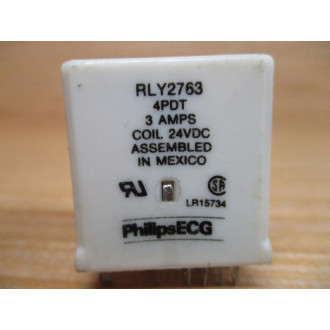 RLY2763
4PDT
3 AMPS
COIL 24VDC
ASSEMBLED
IN MEXICO
LR15734
PhilipsECG